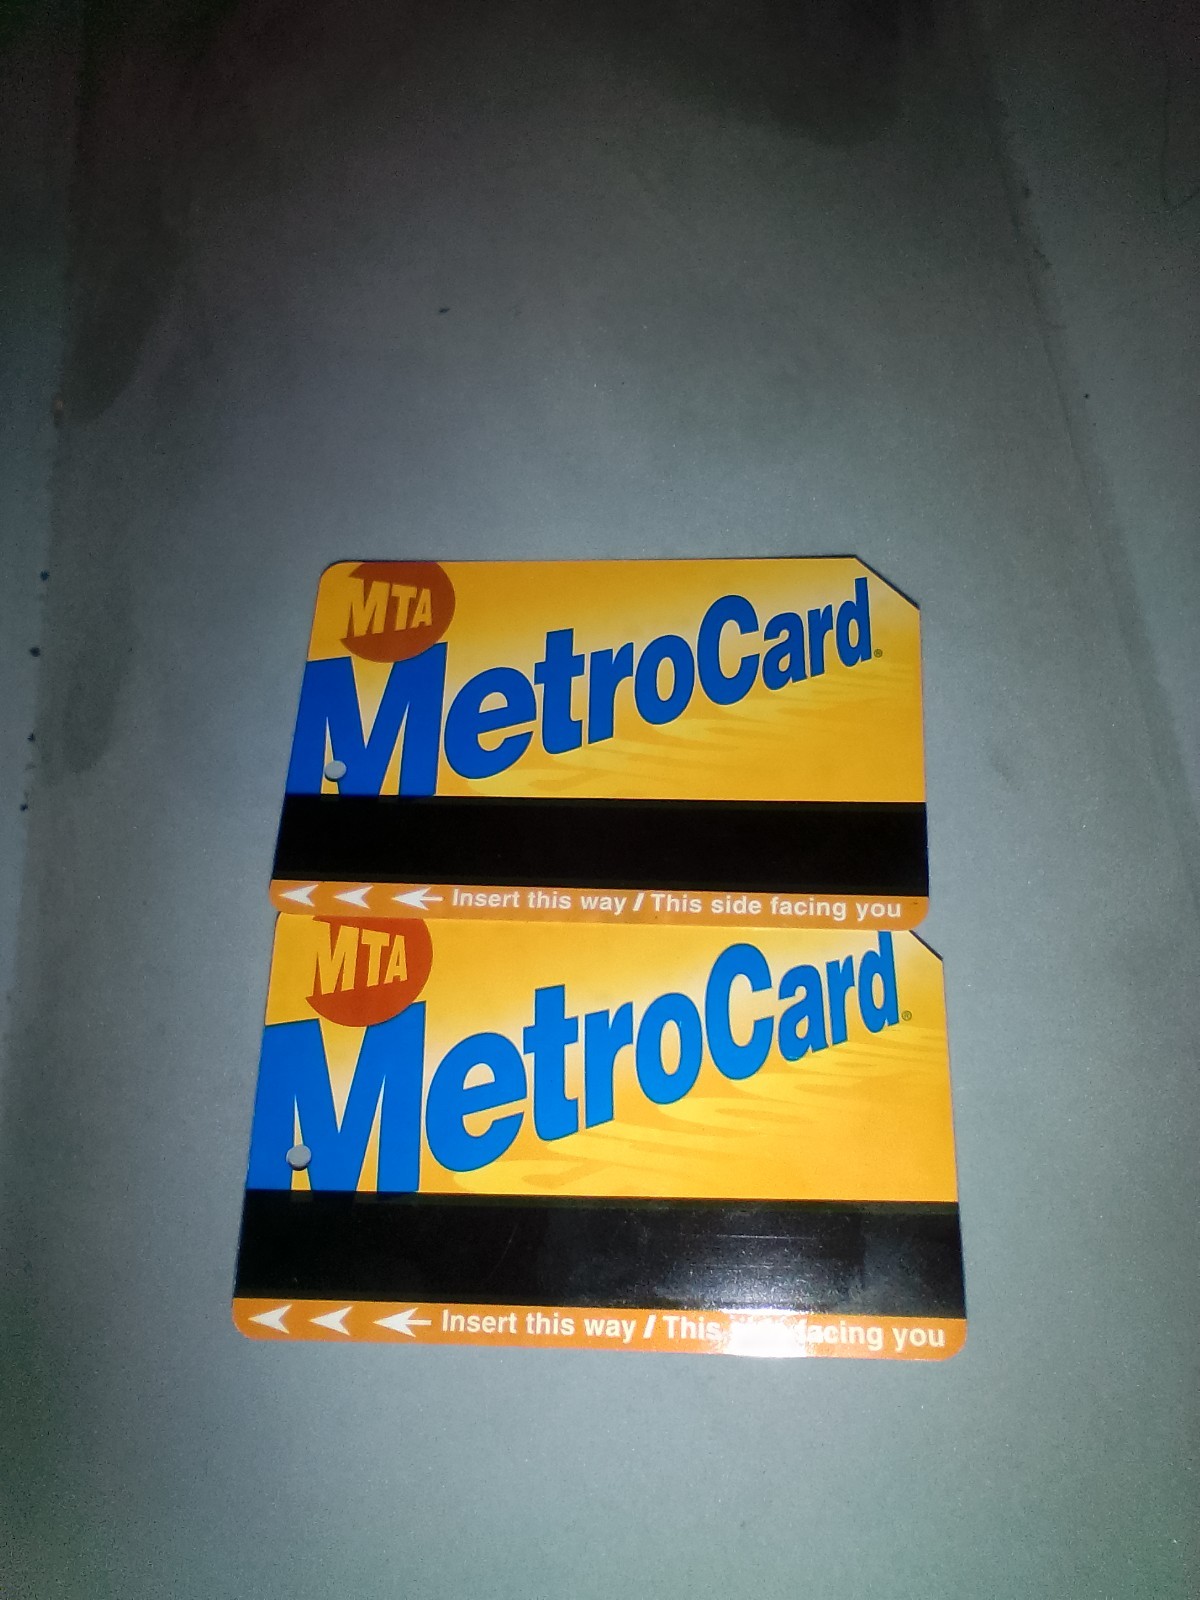 MTA
MetroCard®
Insert this way / This side facing you
MTA
MetroCard®
Insert this way / This facing you